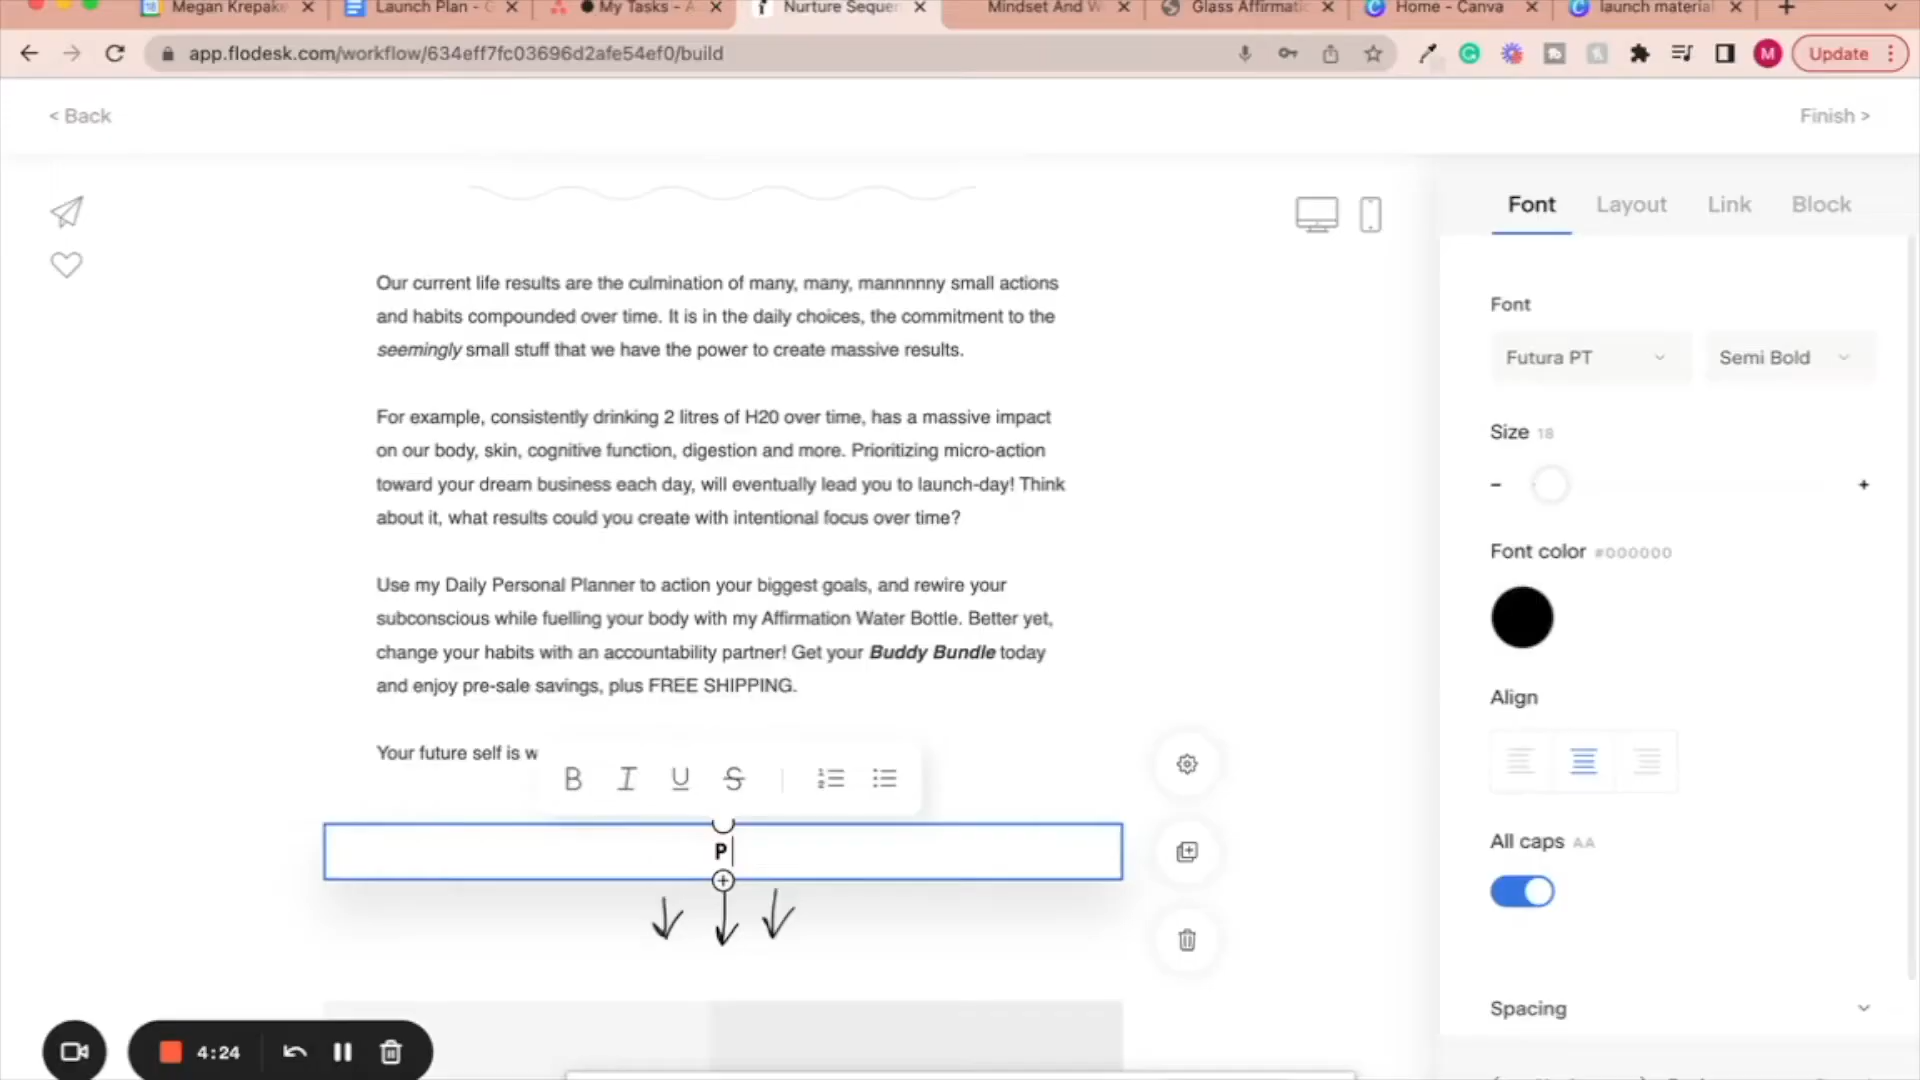 Megan Krepake
Launch Plan - G
My Tasks - A
Nurture Sequen
Mindset And W
Glass Affirmati
Home - Canva
launch material
app.flodesk.com/workflow/634eff7fc03696d2afe54ef0/build
M
Update
< Back
Finish >
Font
Layout
Link
Block
Our current life results are the culmination of many, many, mannnnny small actions
and habits compounded over time. It is in the daily choices, the commitment to the
seemingly small stuff that we have the power to create massive results.
For example, consistently drinking 2 litres of H20 over time, has a massive impact
on our body, skin, cognitive function, digestion and more. Prioritizing micro-action
toward your dream business each day, will eventually lead you to launch-day! Think
about it, what results could you create with intentional focus over time?
Use my Daily Personal Planner to action your biggest goals, and rewire your
subconscious while fuelling your body with my Affirmation Water Bottle. Better yet,
change your habits with an accountability partner! Get your Buddy Bundle today
and enjoy pre-sale savings, plus FREE SHIPPING.
Your future self is w
B I U S
P
Font
Futura PT
Semi Bold
Size 18
Font color #000000
Align
All caps AA
Spacing
4:24